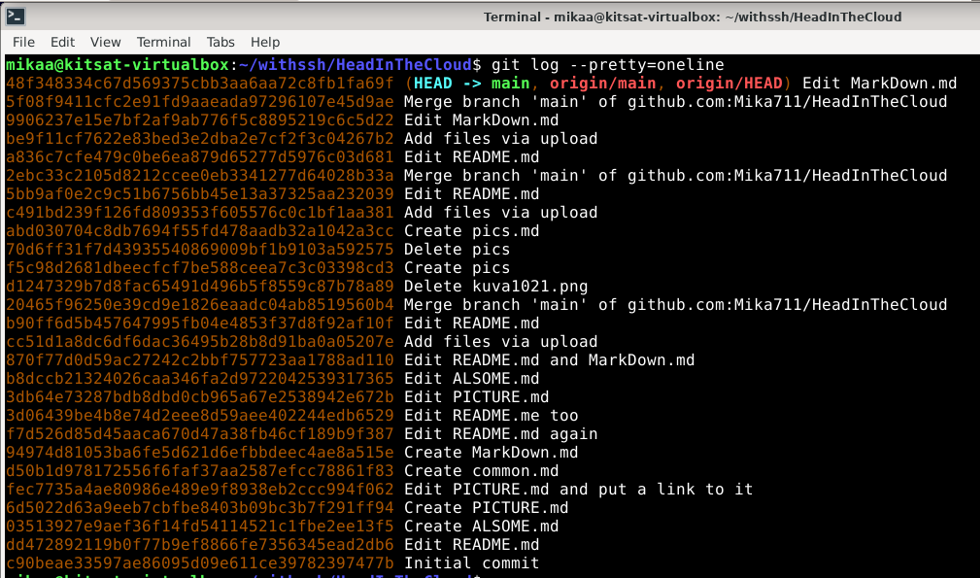 Terminal - mikaa@kitsat-virtualbox: ~/withssh/HeadInTheCloud
File Edit View Terminal Tabs Help
mikaa@kitsat-virtualbox:~/withssh/HeadInTheCloud$ git log --pretty=oneline
48f348334c67d569375cbb3aa6aa72c8fb1fa69f (HEAD -> main, origin/main, origin/HEAD) Edit MarkDown.md
5f08f9411cfc2e91fd9aaeada97296107e45d9ae Merge branch 'main' of github.com:Mika711/HeadInTheCloud
9906237e15e7bf2af9ab776f5c8895219c6c5d22 Edit MarkDown.md
be9f11cf7622e83bed3e2dba2e7cf2f3c04267b2 Add files via upload
a836c7cfe479c0be6ea879d65277d5976c03d681 Edit README.md
2ebc33c2105d8212ccee0eb3341277d64028b33a Merge branch 'main' of github.com:Mika711/HeadInTheCloud
5bb9af0e2c9c51b6756bb45e13a37325aa232039 Edit README.md
c491bd239f126fd809353f605576c0c1bf1aa381 Add files via upload
abd030704c8db7694f55fd478aadb32a1042a3cc Create pics.md
70d6ff31f7d43935540869009bf1b9103a592575 Delete pics
f5c98d2681dbeecfcf7be588ceea7c3c03398cd3 Create pics
d1247329b7d8fac65491d496b5f8559c87b78a89 Delete kuva1021.png
20465f96250e39cd9e1826eaadc04ab8519560b4 Merge branch 'main' of github.com:Mika711/HeadInTheCloud
b90ff6d5b457647995fb04e4853f37d8f92af10f Edit README.md
cc51d1a8dc6df6dac36495b28b8d91ba0a05207e Add files via upload
870f77d0d59ac27242c2bbf757723aa1788ad110 Edit README.md and MarkDown.md
b8dccb21324026caa346fa2d9722042539317365 Edit ALSOME.md
3db64e73287bdb8dbd0cb965a67e2538942e672b Edit PICTURE.md
3d06439be4b8e74d2eee8d59aee402244edb6529 Edit README.me too
f7d526d85d45aaca670d47a38fb46cf189b9f387 Edit README.md again
94974d81053ba6fe5d621d6efbbdeec4ae8a515e Create MarkDown.md
d50b1d978172556f6faf37aa2587efcc78861f83 Create common.md
fec7735a4ae80986e489e9f8938eb2ccc994f062 Edit PICTURE.md and put a link to it
6d5022d63a9eeb7cbfbe8403b09bc3b7f291ff94 Create PICTURE.md
03513927e9aef36f14fd54114521c1fbe2ee13f5 Create ALSOME.md
dd472892119b0f77b9ef8866fe7356345ead2db6 Edit README.md
c90beae33597ae86095d09e611ce39782397477b Initial commit